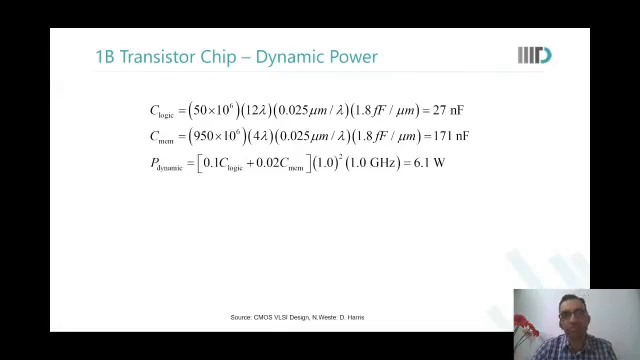 1B Transistor Chip – Dynamic Power
C_logic = (50×10^6)(12λ)(0.025μm / λ)(1.8 fF / μm) = 27 nF
C_mem = (950×10^6)(4λ)(0.025μm / λ)(1.8 fF / μm) = 171 nF
P_dynamic = [0.1C_logic + 0.02C_mem](1.0)^2 (1.0 GHz) = 6.1 W
Source: CMOS VLSI Design, N.Weste: D. Harris